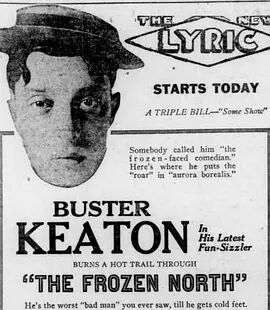 THE NEW
LYRIC
STARTS TODAY
A TRIPLE BILL—"Some Show"
Somebody called him "the
frozen-faced comedian."
Here's where he puts the
"roar" in "aurora borealis."
BUSTER
KEATON
In
His Latest
Fun-Sizzler
BURNS A HOT TRAIL THROUGH
"THE FROZEN NORTH"
He's the worst "bad man" you ever saw, till he gets cold feet.